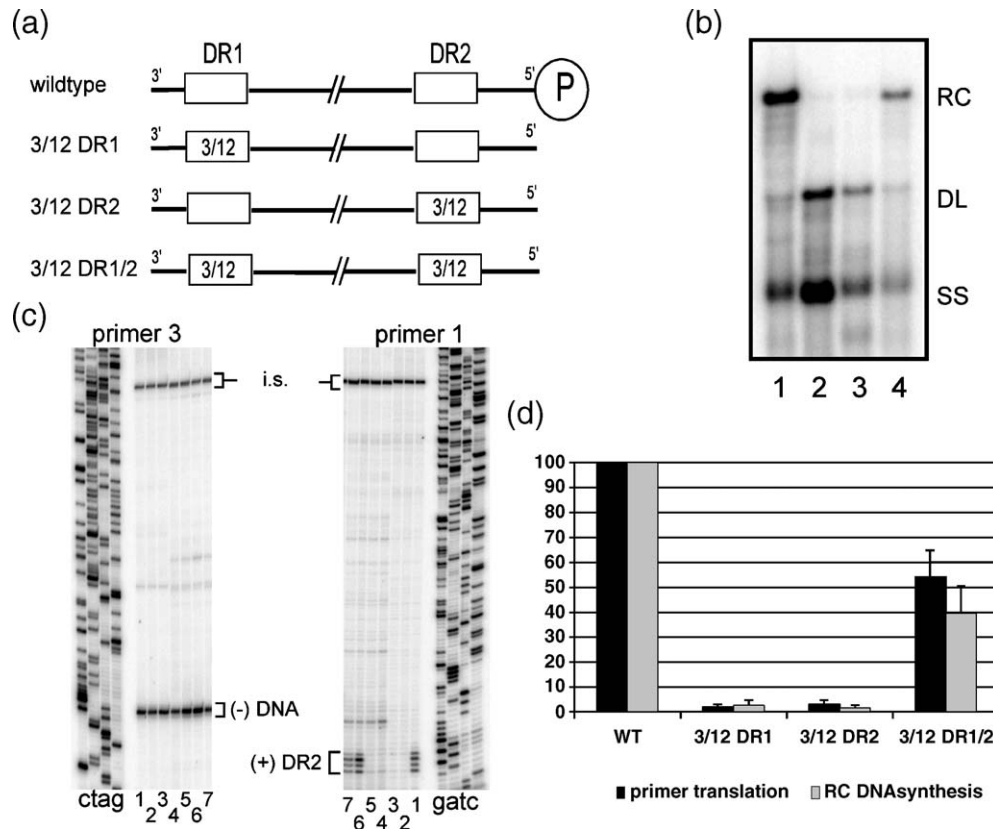 (a)
DR1 DR2
wildtype 3' 5' P
3/12 DR1 3' 3/12 5'
3/12 DR2 3' 3/12 5'
3/12 DR1/2 3' 3/12 3/12 5'
(b)
RC
DL
SS
1 2 3 4
(c)
primer 3 primer 1
i.s.
(-) DNA
(+) DR2
ctag 1 2 3 4 5 6 7
7 6 5 4 3 2 1 gatc
(d)
100
90
80
70
60
50
40
30
20
10
0
WT 3/12 DR1 3/12 DR2 3/12 DR1/2
primer translation RC DNAsynthesis